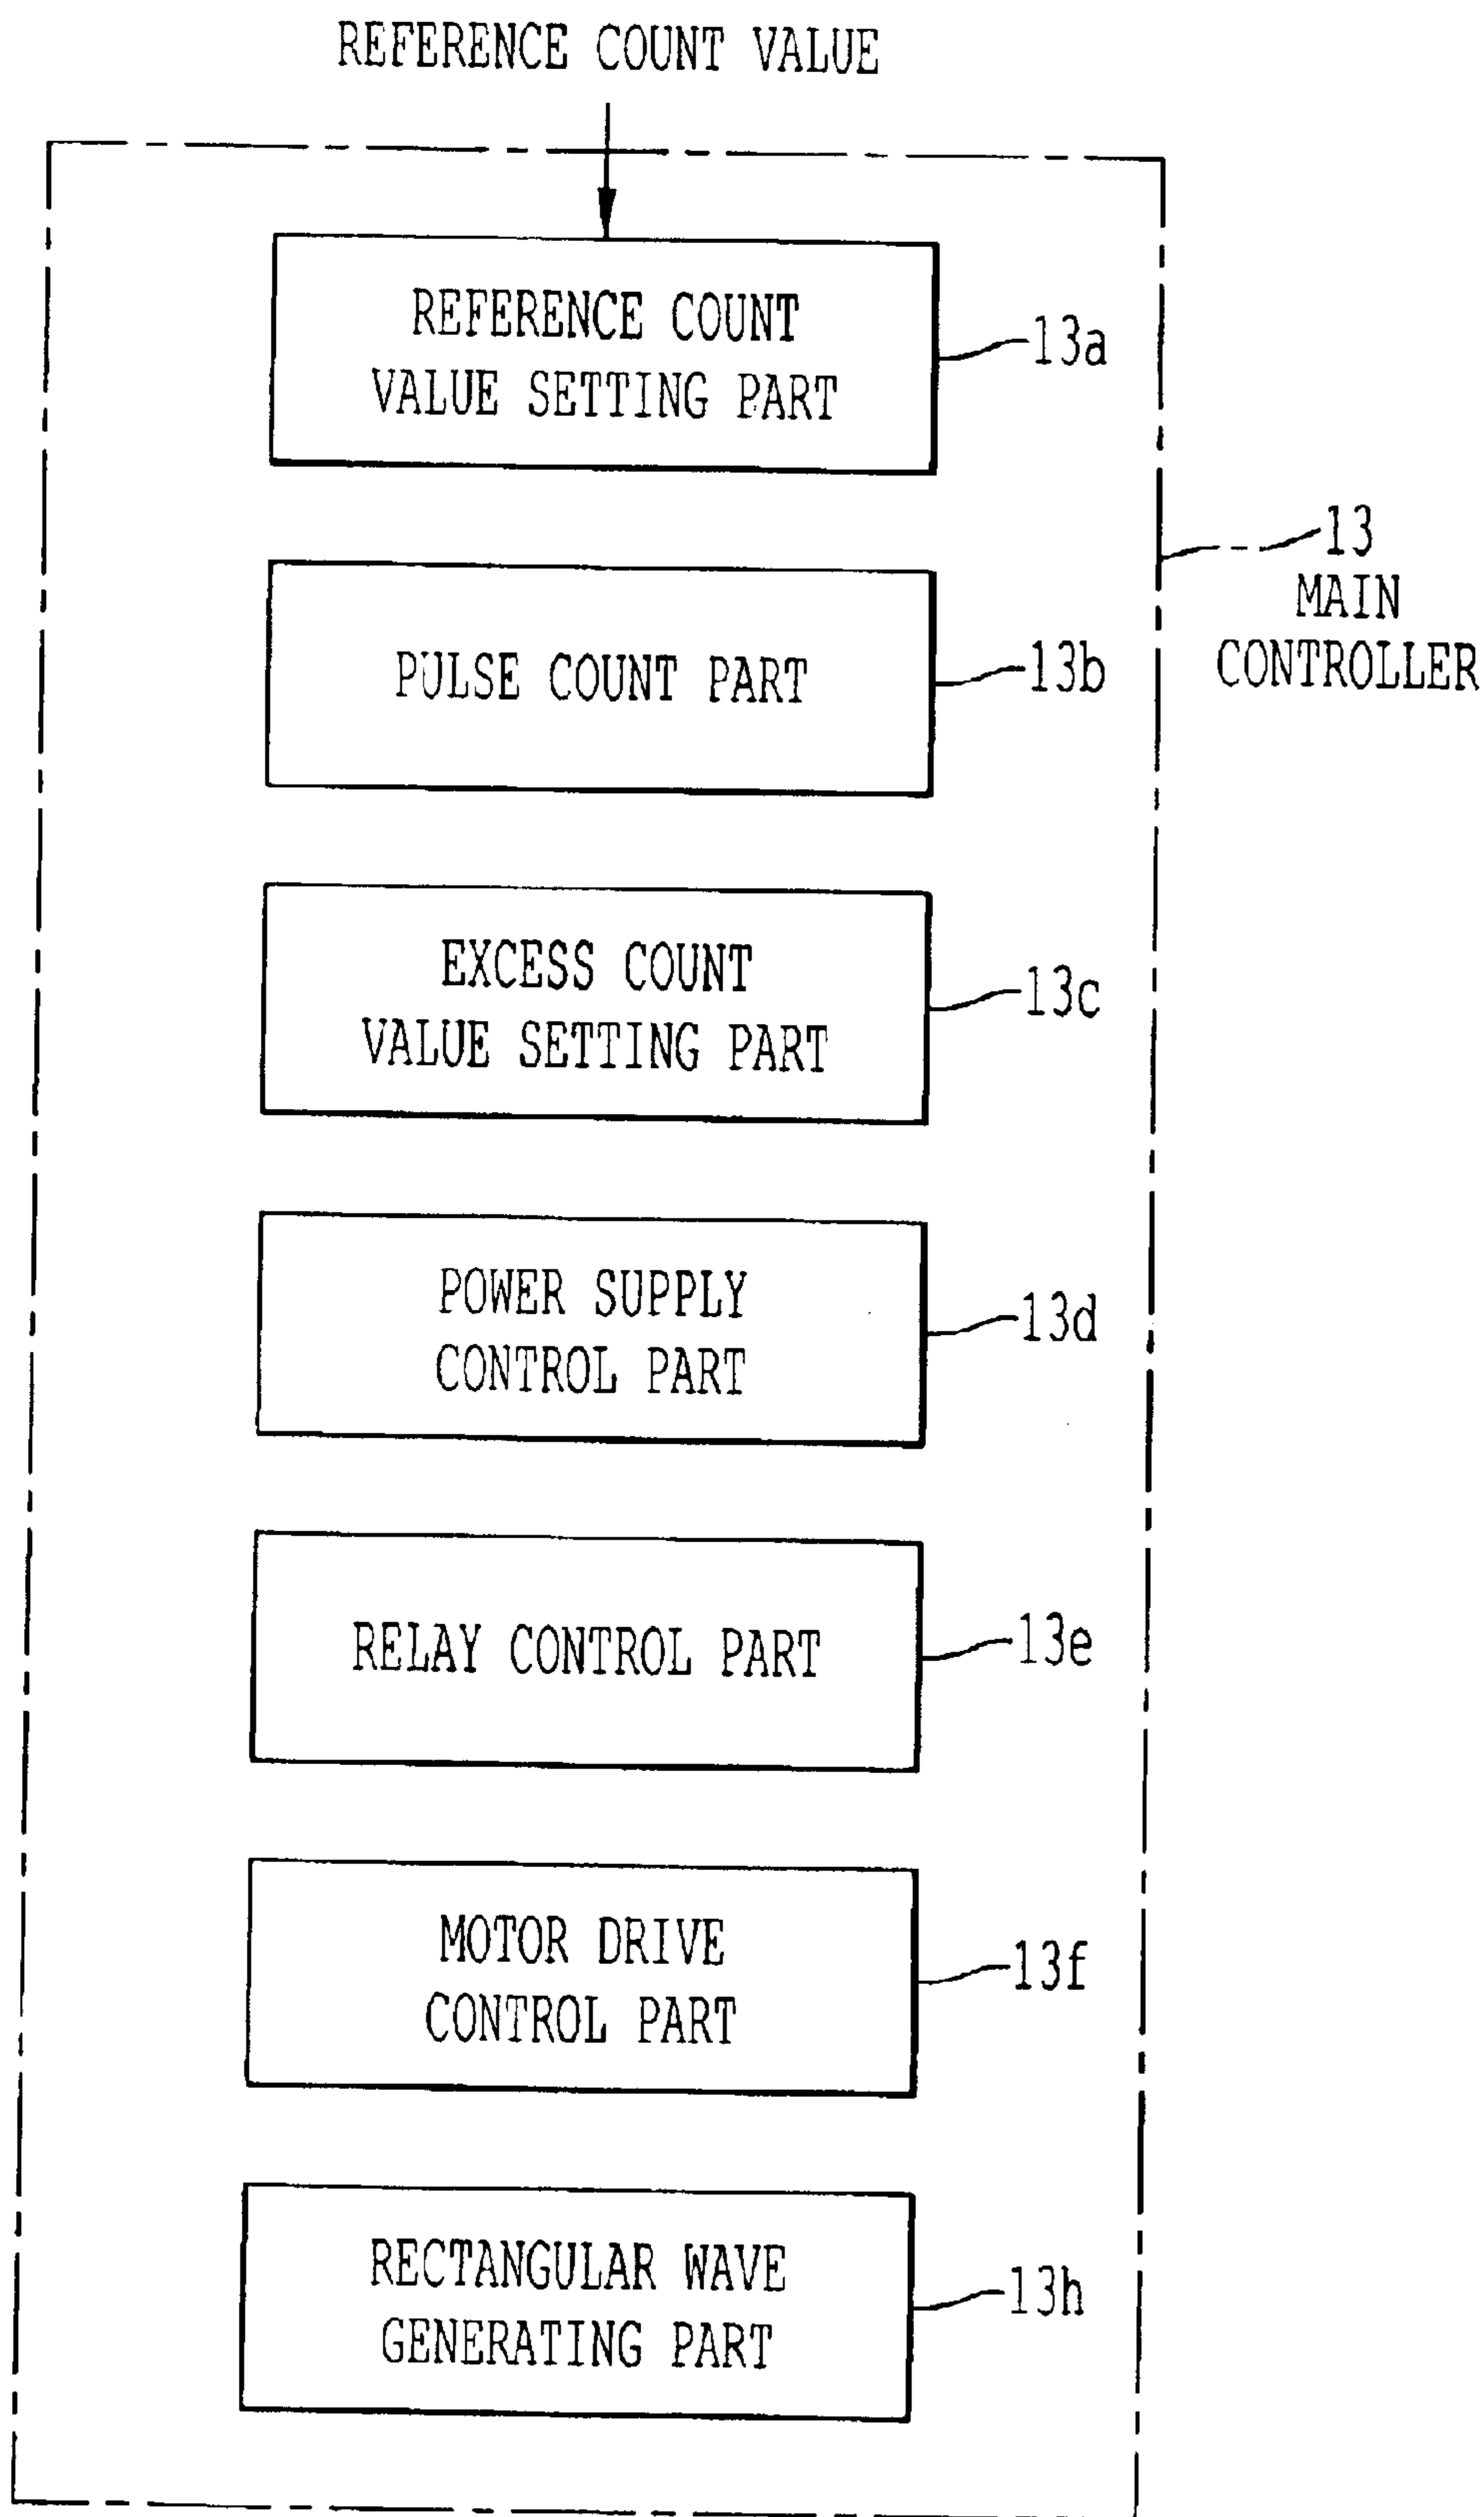 REFERENCE COUNT VALUE
REFERENCE COUNT
VALUE SETTING PART
13a
13
MAIN
CONTROLLER
PULSE COUNT PART
13b
EXCESS COUNT
VALUE SETTING PART
13c
POWER SUPPLY
CONTROL PART
13d
RELAY CONTROL PART
13e
MOTOR DRIVE
CONTROL PART
13f
RECTANGULAR WAVE
GENERATING PART
13h